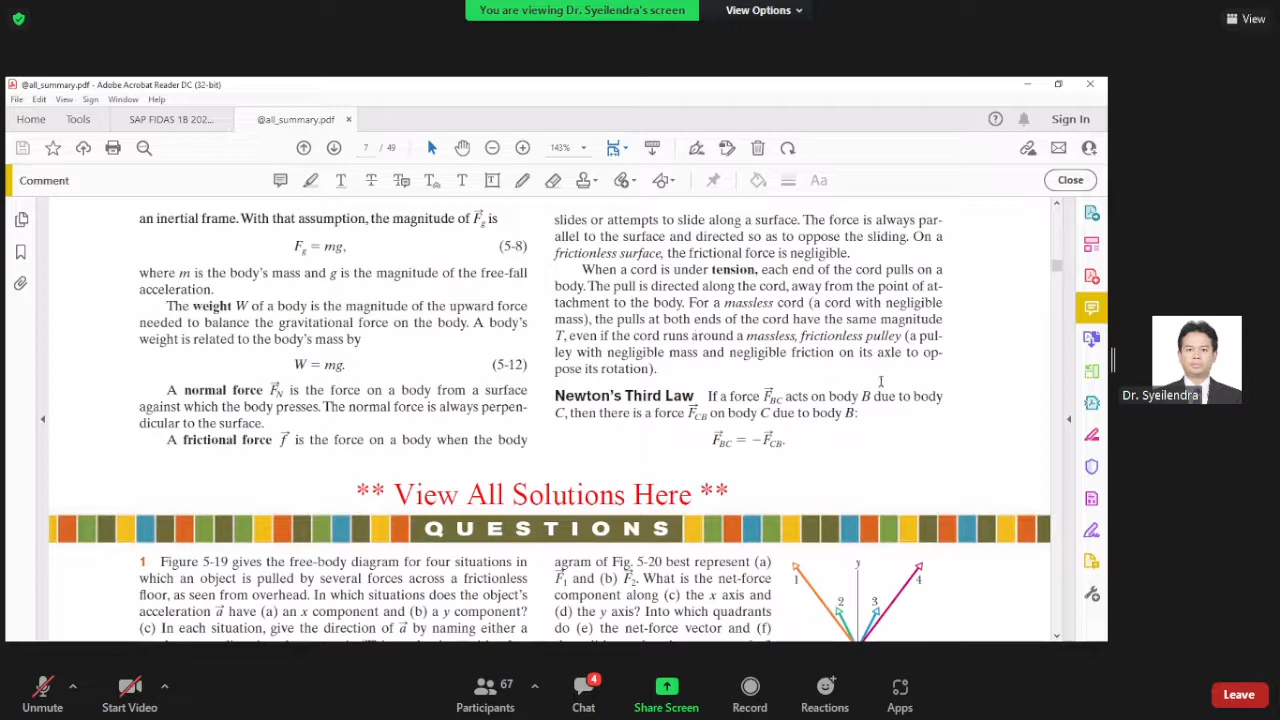 You are viewing Dr. Syeilendra's screen
View Options
View
@all_summary.pdf - Adobe Acrobat Reader DC (32-bit)
File Edit View Sign Window Help
Home Tools SAP FIDAS 1B 202... @all_summary.pdf × Sign In
7 / 49 143%
Comment Close
an inertial frame. With that assumption, the magnitude of F⃗g is
Fg = mg, (5-8)
where m is the body's mass and g is the magnitude of the free-fall
acceleration.
The weight W of a body is the magnitude of the upward force
needed to balance the gravitational force on the body. A body's
weight is related to the body's mass by
W = mg. (5-12)
A normal force F⃗N is the force on a body from a surface
against which the body presses. The normal force is always perpen-
dicular to the surface.
A frictional force f⃗ is the force on a body when the body
slides or attempts to slide along a surface. The force is always par-
allel to the surface and directed so as to oppose the sliding. On a
frictionless surface, the frictional force is negligible.
When a cord is under tension, each end of the cord pulls on a
body. The pull is directed along the cord, away from the point of at-
tachment to the body. For a massless cord (a cord with negligible
mass), the pulls at both ends of the cord have the same magnitude
T, even if the cord runs around a massless, frictionless pulley (a pul-
ley with negligible mass and negligible friction on its axle to op-
pose its rotation).
Newton's Third Law If a force F⃗BC acts on body B due to body
C, then there is a force F⃗CB on body C due to body B:
F⃗BC = −F⃗CB.
** View All Solutions Here **
QUESTIONS
1 Figure 5-19 gives the free-body diagram for four situations in
which an object is pulled by several forces across a frictionless
floor, as seen from overhead. In which situations does the object's
acceleration a⃗ have (a) an x component and (b) a y component?
(c) In each situation, give the direction of a⃗ by naming either a
agram of Fig. 5-20 best represent (a)
F⃗1 and (b) F⃗2. What is the net-force
component along (c) the x axis and
(d) the y axis? Into which quadrants
do (e) the net-force vector and (f)
y
1 4
2 3
Dr. Syeilendra
Unmute Start Video Participants 67 Chat 4 Share Screen Record Reactions Apps Leave